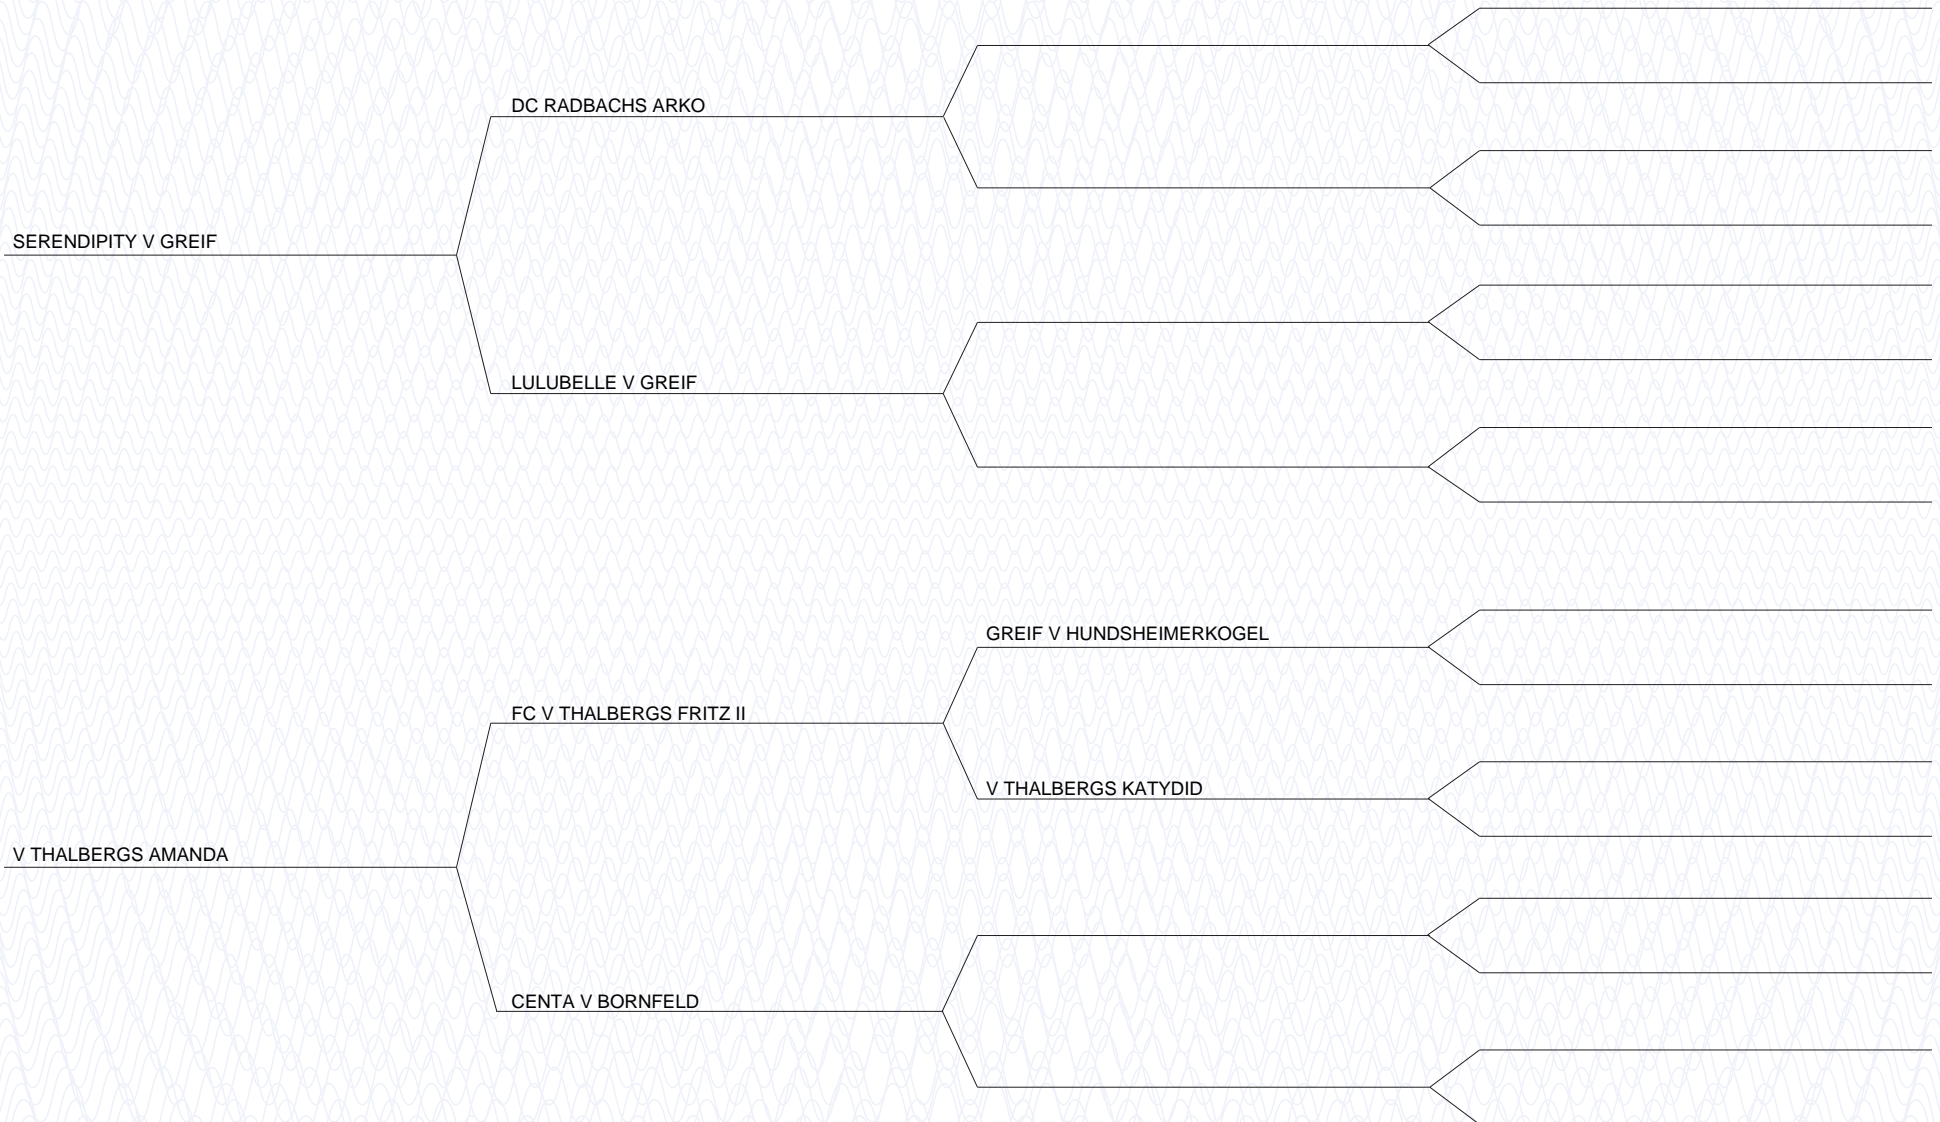 DC RADBACHS ARKO
SERENDIPITY V GREIF
LULUBELLE V GREIF
GREIF V HUNDSHEIMERKOGEL
FC V THALBERGS FRITZ II
V THALBERGS KATYDID
V THALBERGS AMANDA
CENTA V BORNFELD